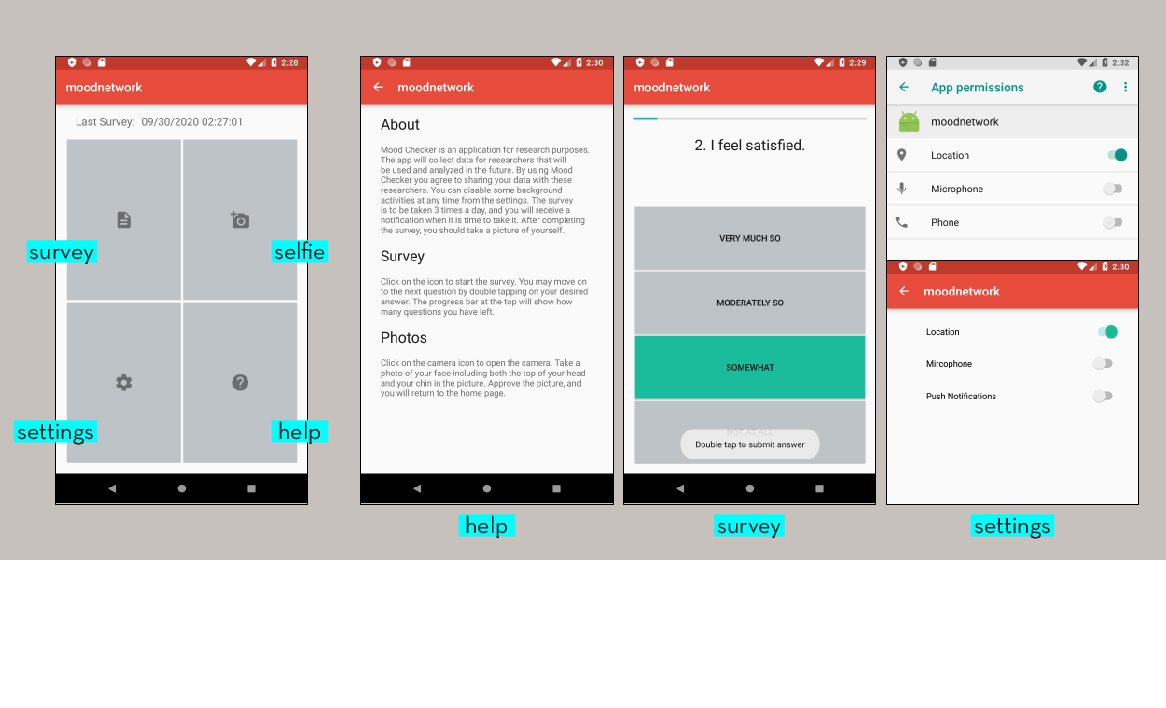 2:28
moodnetwork
Last Survey: 09/30/2020 02:27:01
survey
selfie
settings
help
2:30
moodnetwork
About
Mood Checker is an application for research purposes.
The app will collect data for researchers that will
be used and analyzed in the future. By using Mood
Checker you agree to sharing your data with these
researchers. You can disable some background
activities at any time from the settings. The survey
is to be taken 3 times a day, and you will receive a
notification when it is time to take it. After completing
the survey, you should take a picture of yourself.
Survey
Click on the icon to start the survey. You may move on
to the next question by double tapping on your desired
answer. The progress bar at the top will show how
many questions you have left.
Photos
Click on the camera icon to open the camera. Take a
photo of your face including both the top of your head
and your chin in the picture. Approve the picture, and
you will return to the home page.
help
2:29
moodnetwork
2. I feel satisfied.
VERY MUCH SO
MODERATELY SO
SOMEWHAT
NOT AT ALL
Double tap to submit answer
survey
2:32
App permissions
moodnetwork
Location
Microphone
Phone
2:30
moodnetwork
Location
Mircophone
Push Notifications
settings